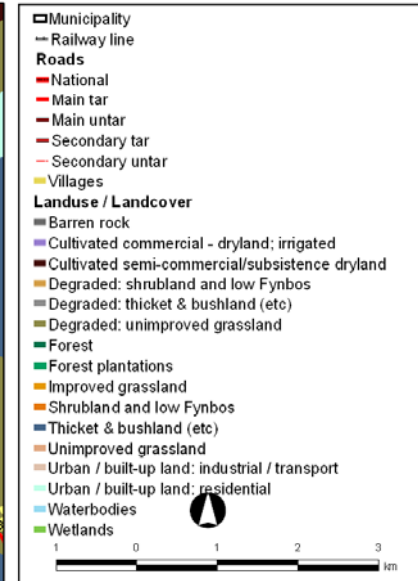 Municipality
Railway line
Roads
National
Main tar
Main untar
Secondary tar
Secondary untar
Villages
Landuse / Landcover
Barren rock
Cultivated commercial - dryland; irrigated
Cultivated semi-commercial/subsistence dryland
Degraded: shrubland and low Fynbos
Degraded: thicket & bushland (etc)
Degraded: unimproved grassland
Forest
Forest plantations
Improved grassland
Shrubland and low Fynbos
Thicket & bushland (etc)
Unimproved grassland
Urban / built-up land: industrial / transport
Urban / built-up land: residential
Waterbodies
Wetlands
1 0 1 2 3
km